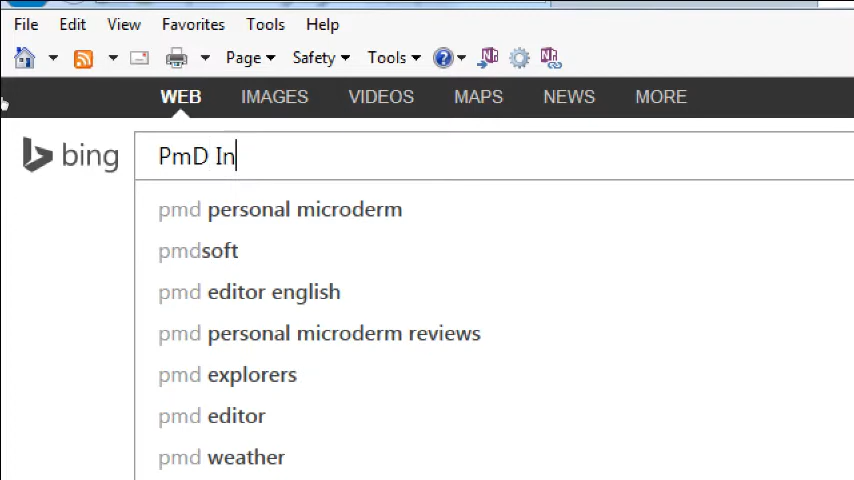 File Edit View Favorites Tools Help
Page Safety Tools
WEB IMAGES VIDEOS MAPS NEWS MORE
bing PmD In
pmd personal microderm
pmdsoft
pmd editor english
pmd personal microderm reviews
pmd explorers
pmd editor
pmd weather